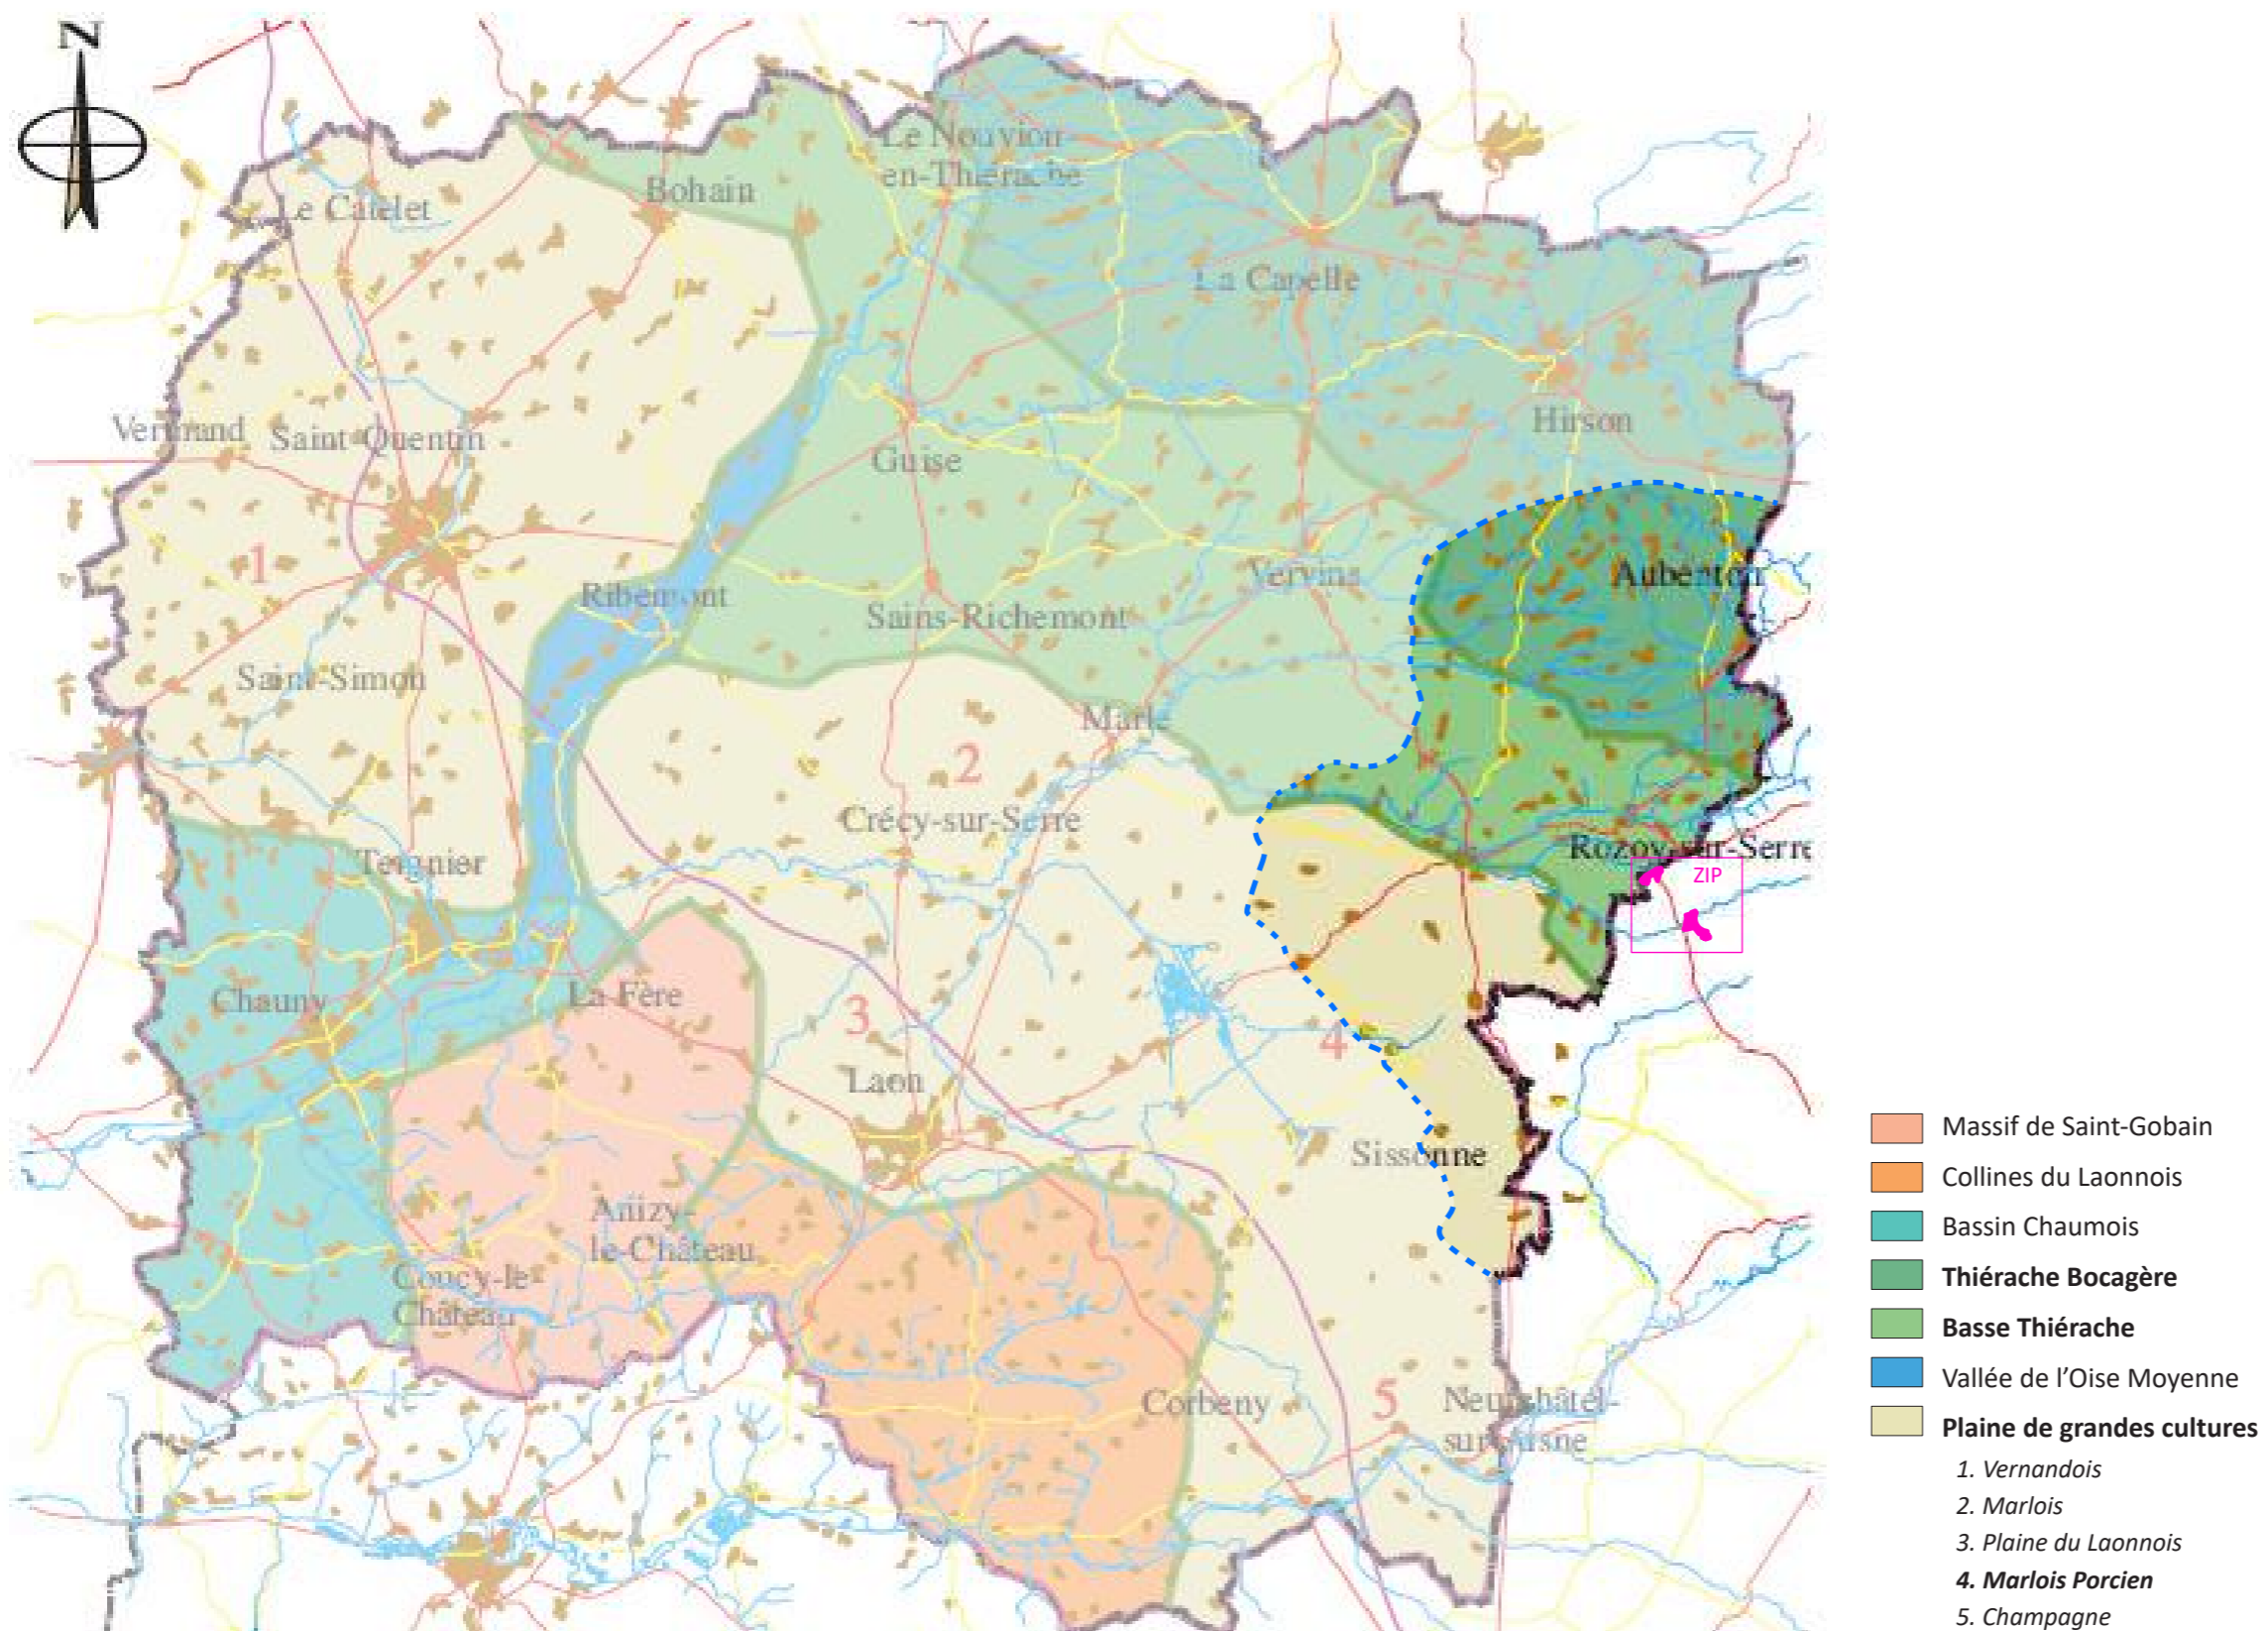 N
Le Nouvion-
en-Thiérache
Bohain
Le Catelet
La Capelle
Hirson
Vermand
Saint-Quentin
Guise
1
Aubenton
Vervins
Ribemont
Sains-Richemont
Saint-Simon
Marle
2
Crécy-sur-Serre
Rozoy-sur-Serre
Tergnier
ZIP
Chauny
La Fère
3
4
Laon
Sissonne
Anizy-
le-Château
Coucy-le-
Château
Corbeny
5
Neufchâtel-
sur-Aisne
Massif de Saint-Gobain
Collines du Laonnois
Bassin Chaumois
Thiérache Bocagère
Basse Thiérache
Vallée de l'Oise Moyenne
Plaine de grandes cultures
1. Vernandois
2. Marlois
3. Plaine du Laonnois
4. Marlois Porcien
5. Champagne